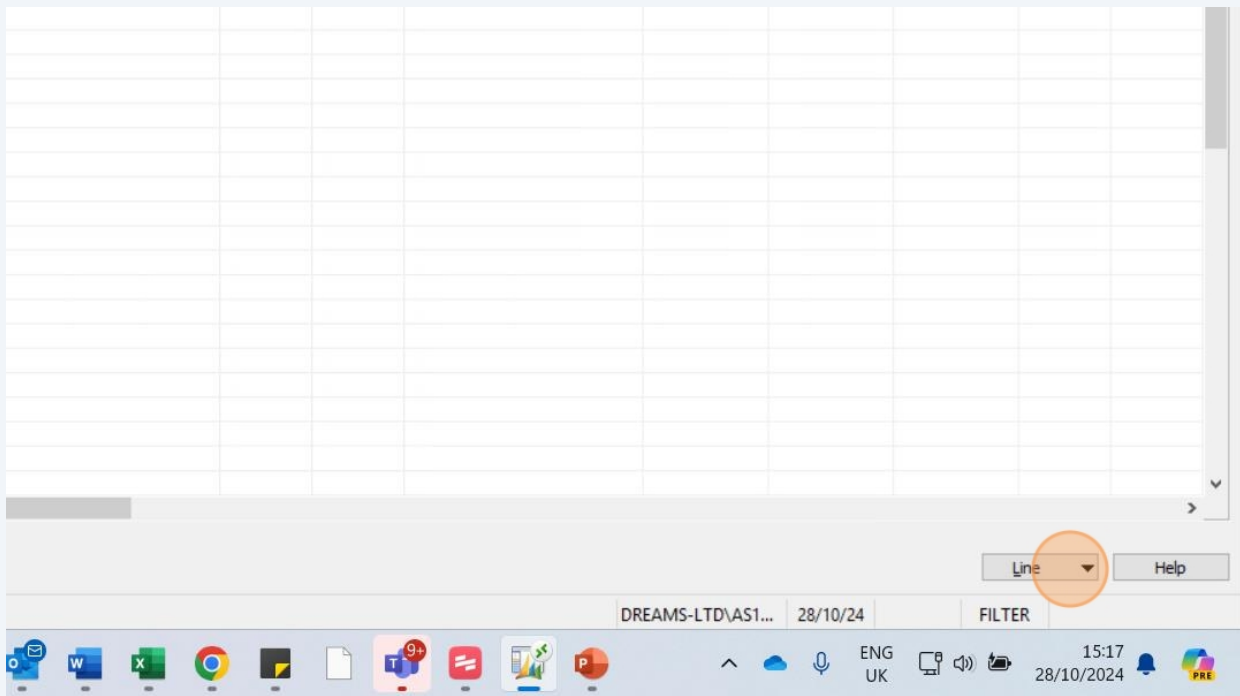 Line
Help
DREAMS-LTD\AS1... 28/10/24 FILTER
O
W
X
T
9+
P
ENG
UK
15:17
28/10/2024
PRE